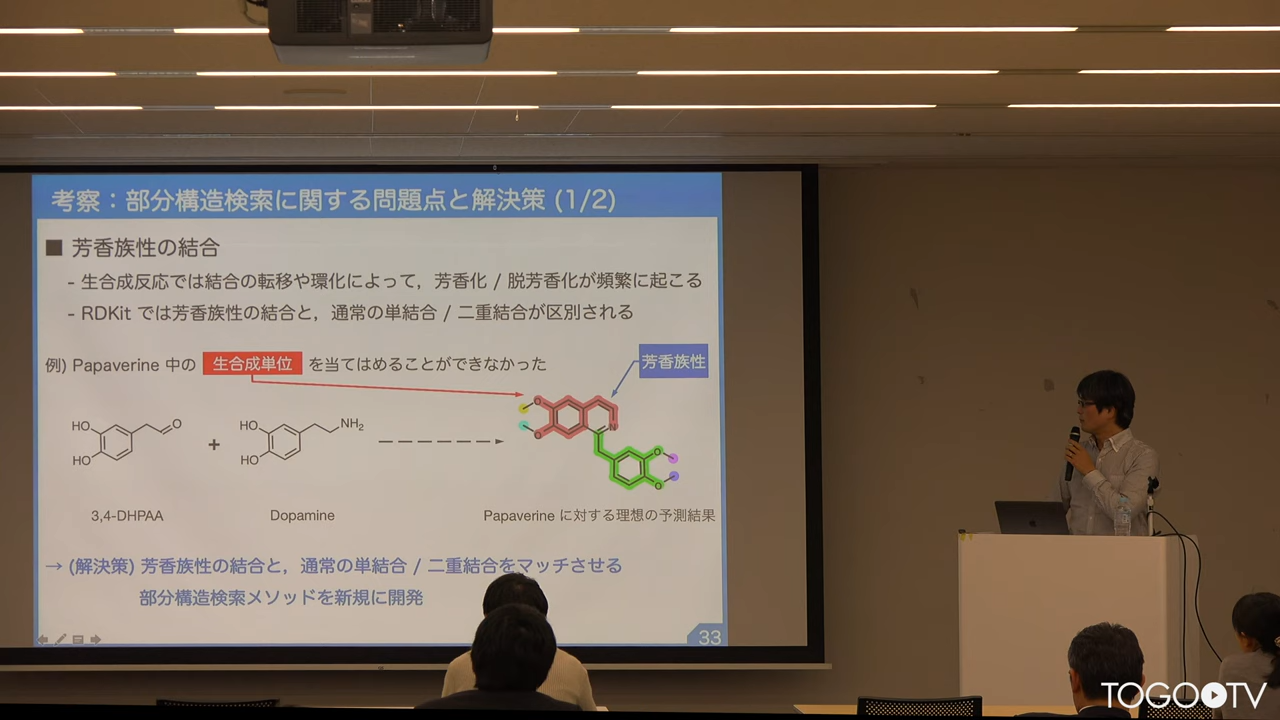 考察：部分構造検索に関する問題点と解決策 (1/2)
■ 芳香族性の結合
- 生合成反応では結合の転移や環化によって，芳香化 / 脱芳香化が頻繁に起こる
- RDKit では芳香族性の結合と，通常の単結合 / 二重結合が区別される
例) Papaverine 中の 生合成単位 を当てはめることができなかった
芳香族性
HO
HO
O
+
HO
HO
NH₂
O
O
N
O
O
3,4-DHPAA
Dopamine
Papaverine に対する理想の予測結果
→ (解決策) 芳香族性の結合と，通常の単結合 / 二重結合をマッチさせる
部分構造検索メソッドを新規に開発
33
TOGO TV